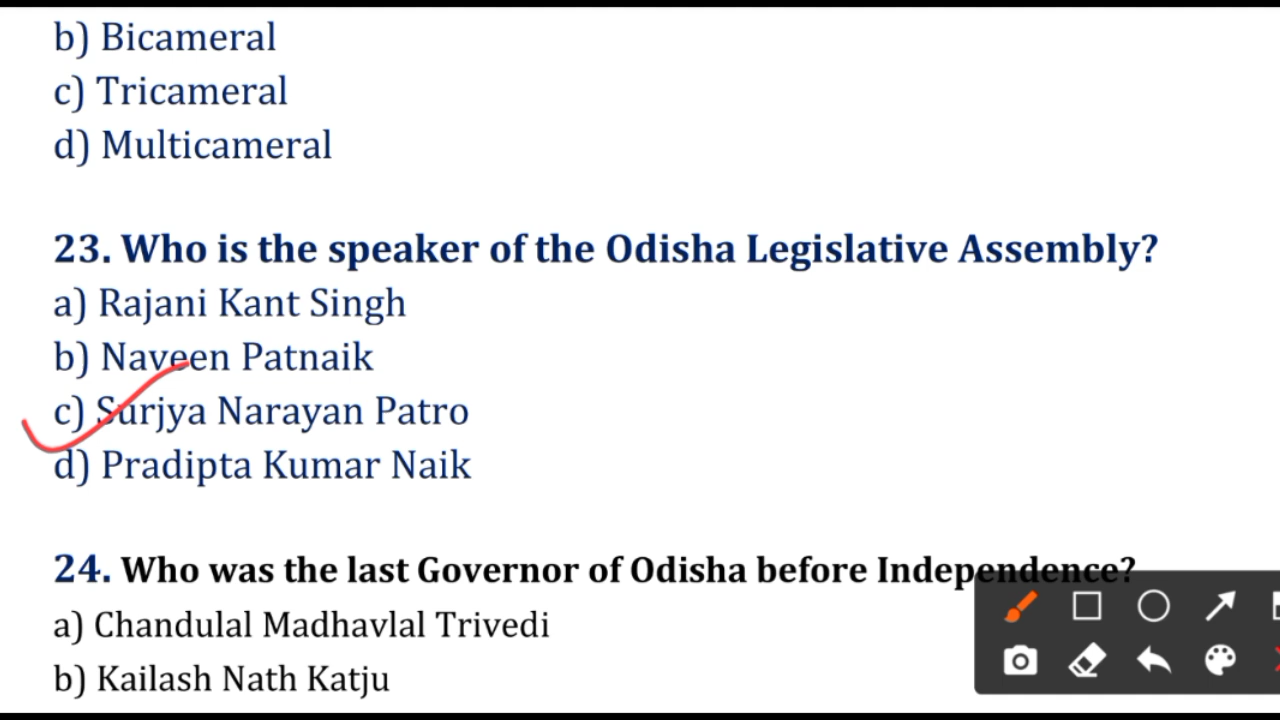 b) Bicameral
c) Tricameral
d) Multicameral
23. Who is the speaker of the Odisha Legislative Assembly?
a) Rajani Kant Singh
b) Naveen Patnaik
c) Surjya Narayan Patro
d) Pradipta Kumar Naik
24. Who was the last Governor of Odisha before Independence?
a) Chandulal Madhavlal Trivedi
b) Kailash Nath Katju